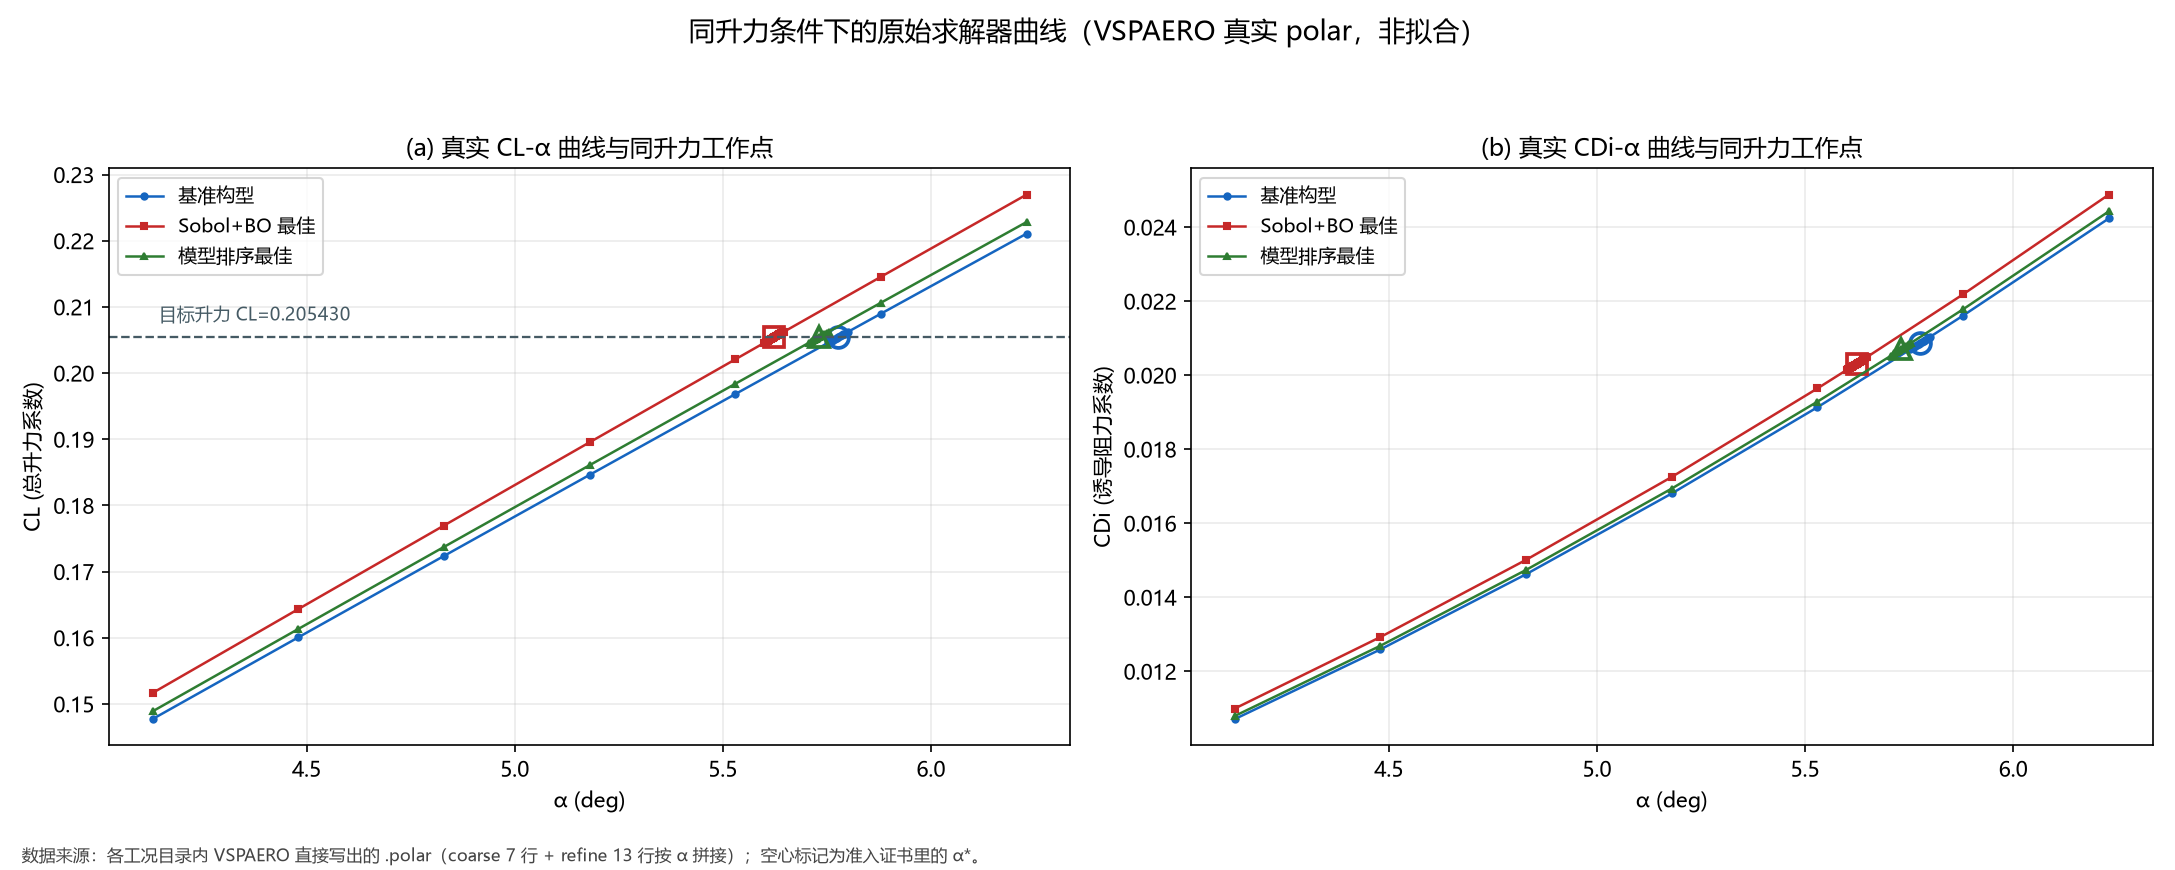 同升力条件下的原始求解器曲线（VSPAERO 真实 polar，非拟合）
(a) 真实 CL-α 曲线与同升力工作点
CL (总升力系数)
0.23
0.22
0.21
0.20
0.19
0.18
0.17
0.16
0.15
基准构型
Sobol+BO 最佳
模型排序最佳
目标升力 CL=0.205430
4.5
5.0
5.5
6.0
α (deg)
(b) 真实 CDi-α 曲线与同升力工作点
CDi (诱导阻力系数)
0.024
0.022
0.020
0.018
0.016
0.014
0.012
基准构型
Sobol+BO 最佳
模型排序最佳
4.5
5.0
5.5
6.0
α (deg)
数据来源：各工况目录内 VSPAERO 直接写出的 .polar（coarse 7 行 + refine 13 行按 α 拼接）；空心标记为准入证书里的 α*。